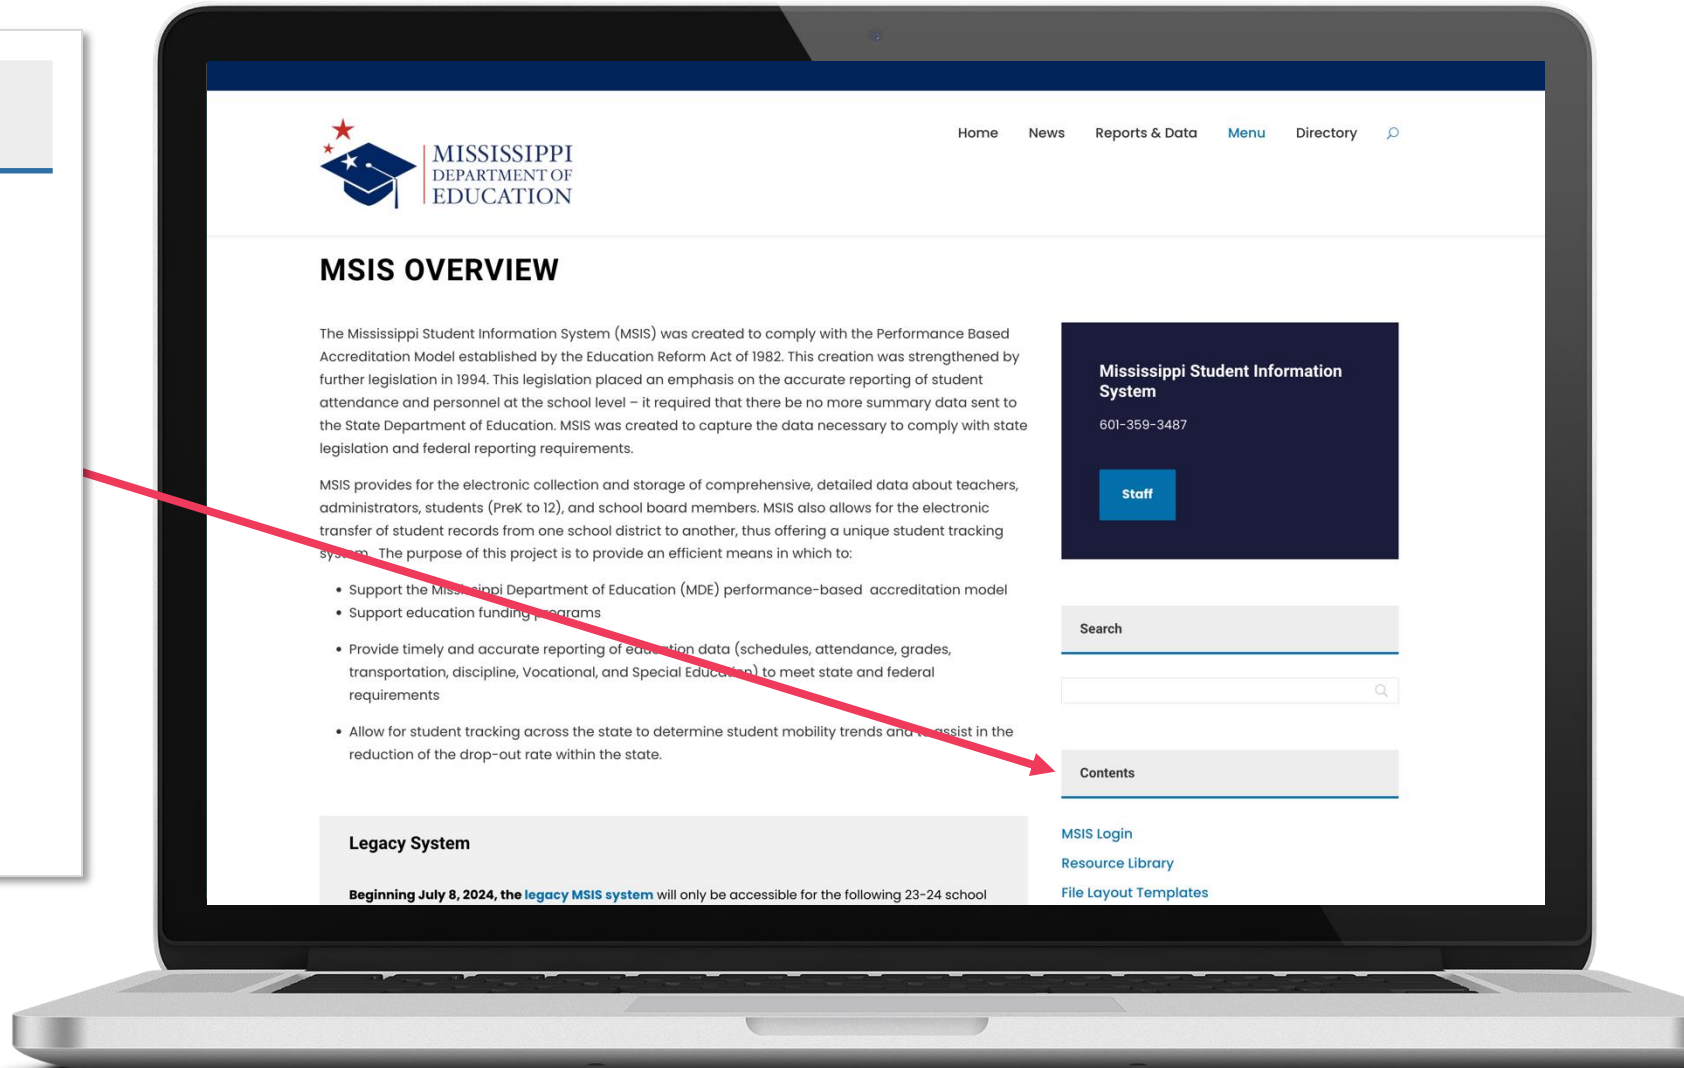 MISSISSIPPI
DEPARTMENT OF
EDUCATION
Home News Reports & Data Menu Directory
MSIS OVERVIEW
The Mississippi Student Information System (MSIS) was created to comply with the Performance Based
Accreditation Model established by the Education Reform Act of 1982. This creation was strengthened by
further legislation in 1994. This legislation placed an emphasis on the accurate reporting of student
attendance and personnel at the school level – it required that there be no more summary data sent to
the State Department of Education. MSIS was created to capture the data necessary to comply with state
legislation and federal reporting requirements.
MSIS provides for the electronic collection and storage of comprehensive, detailed data about teachers,
administrators, students (PreK to 12), and school board members. MSIS also allows for the electronic
transfer of student records from one school district to another, thus offering a unique student tracking
system. The purpose of this project is to provide an efficient means in which to:
• Support the Mississippi Department of Education (MDE) performance-based accreditation model
• Support education funding programs
• Provide timely and accurate reporting of education data (schedules, attendance, grades,
transportation, discipline, Vocational, and Special Education) to meet state and federal
requirements
• Allow for student tracking across the state to determine student mobility trends and to assist in the
reduction of the drop-out rate within the state.
Legacy System
Beginning July 8, 2024, the legacy MSIS system will only be accessible for the following 23-24 school
Mississippi Student Information
System
601-359-3487
Staff
Search
Contents
MSIS Login
Resource Library
File Layout Templates